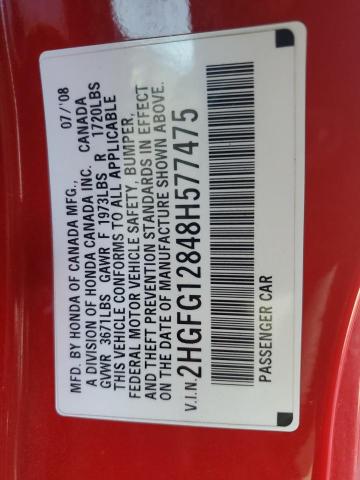 MFD. BY HONDA OF CANADA MFG., 07/'08
A DIVISION OF HONDA CANADA INC. CANADA
GVWR 3671LBS GAWR F 1973LBS R 1720LBS
THIS VEHICLE CONFORMS TO ALL APPLICABLE
FEDERAL MOTOR VEHICLE SAFETY, BUMPER,
AND THEFT PREVENTION STANDARDS IN EFFECT
ON THE DATE OF MANUFACTURE SHOWN ABOVE.
V.I.N. 2HGFG12848H577475
PASSENGER CAR